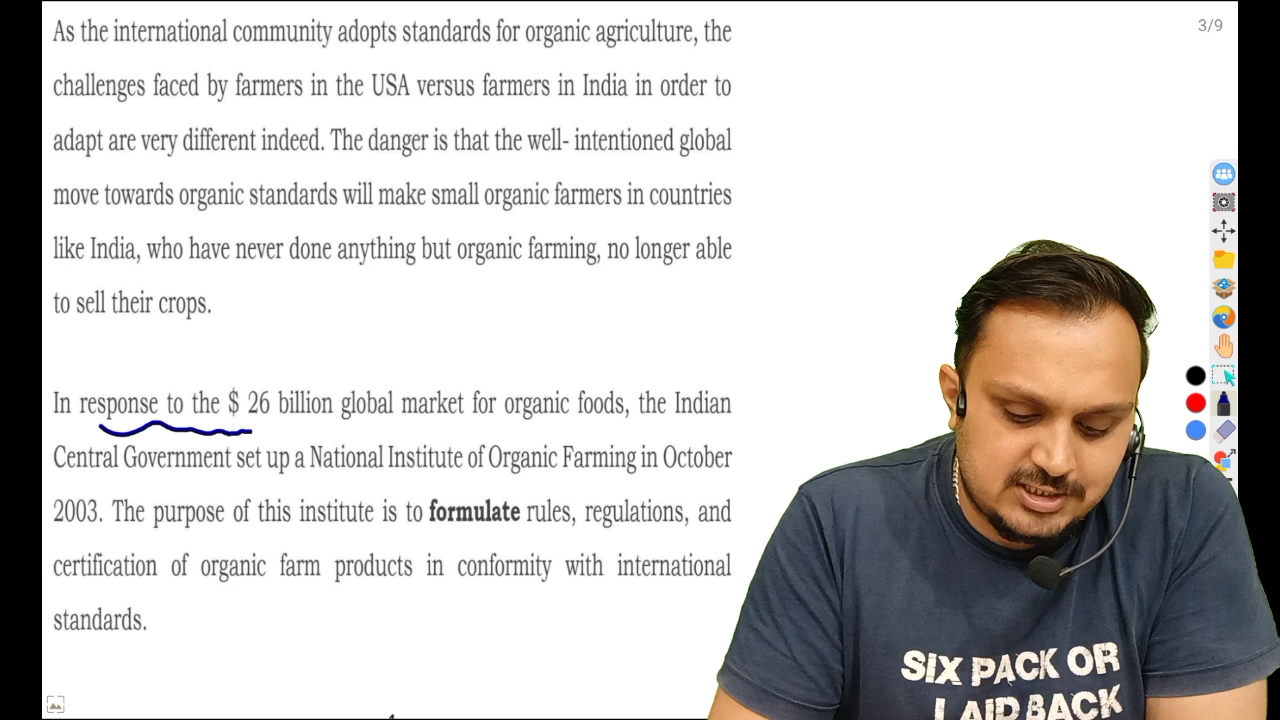 3/9
As the international community adopts standards for organic agriculture, the
challenges faced by farmers in the USA versus farmers in India in order to
adapt are very different indeed. The danger is that the well- intentioned global
move towards organic standards will make small organic farmers in countries
like India, who have never done anything but organic farming, no longer able
to sell their crops.
In response to the $ 26 billion global market for organic foods, the Indian
Central Government set up a National Institute of Organic Farming in October
2003. The purpose of this institute is to formulate rules, regulations, and
certification of organic farm products in conformity with international
standards.
SIX PACK OR
LAID BACK